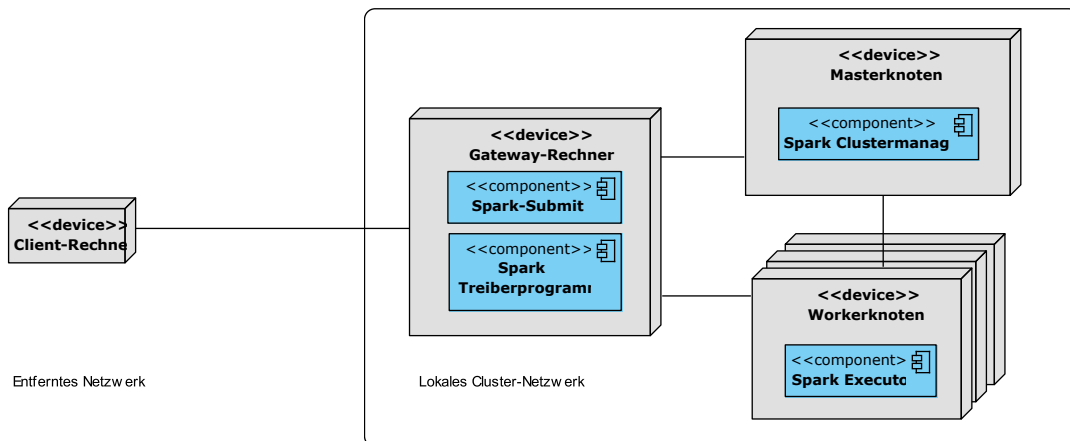 <<device>>
Client-Rechne
Entferntes Netzwerk
<<device>>
Gateway-Rechner
<<component>>
Spark-Submit
<<component>>
Spark
Treiberprogrami
Lokales Cluster-Netzwerk
<<device>>
Masterknoten
<<component>>
Spark Clustermanag
<<device>>
Workerknoten
<<component>
Spark Executo